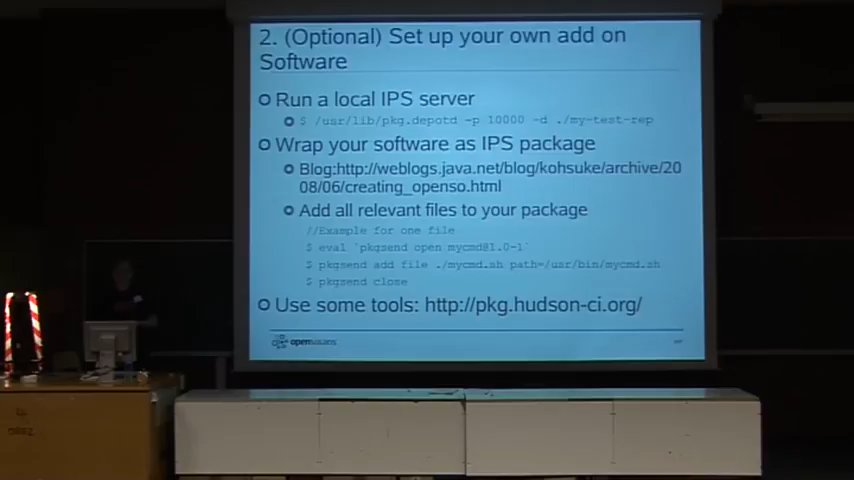 2. (Optional) Set up your own add on
Software
Run a local IPS server
$ /usr/lib/pkg.depotd -p 10000 -d ./my-test-rep
Wrap your software as IPS package
Blog:http://weblogs.java.net/blog/kohsuke/archive/20
08/06/creating_openso.html
Add all relevant files to your package
//Example for one file
$ eval `pkgsend open mycmd@1.0-1`
$ pkgsend add file ./mycmd.sh path=/usr/bin/mycmd.sh
$ pkgsend close
Use some tools: http://pkg.hudson-ci.org/